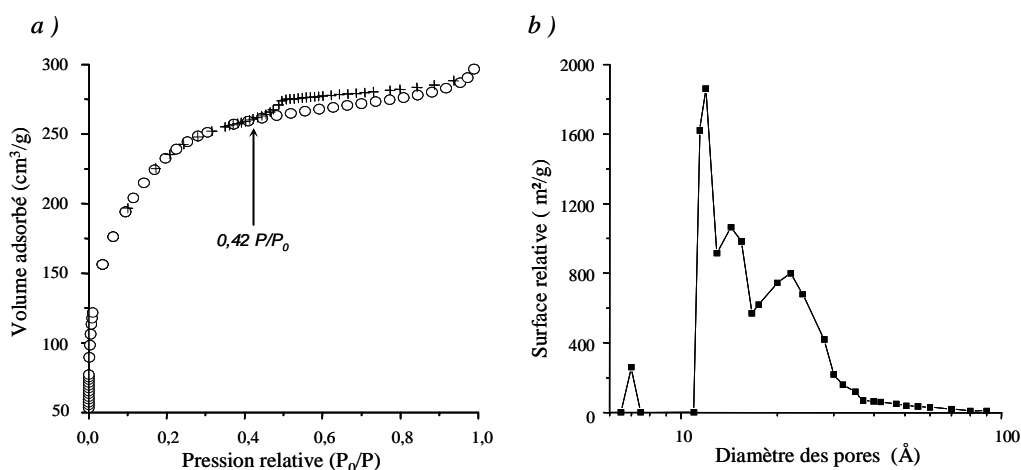 a )
300
250
200
150
100
50
0,0
0,2
0,4
0,6
0,8
1,0
Volume adsorbé (cm³/g)
0,42 P/P₀
Pression relative (P₀/P)
b )
2000
1600
1200
800
400
0
10
100
Surface relative ( m²/g)
Diamètre des pores (Å)